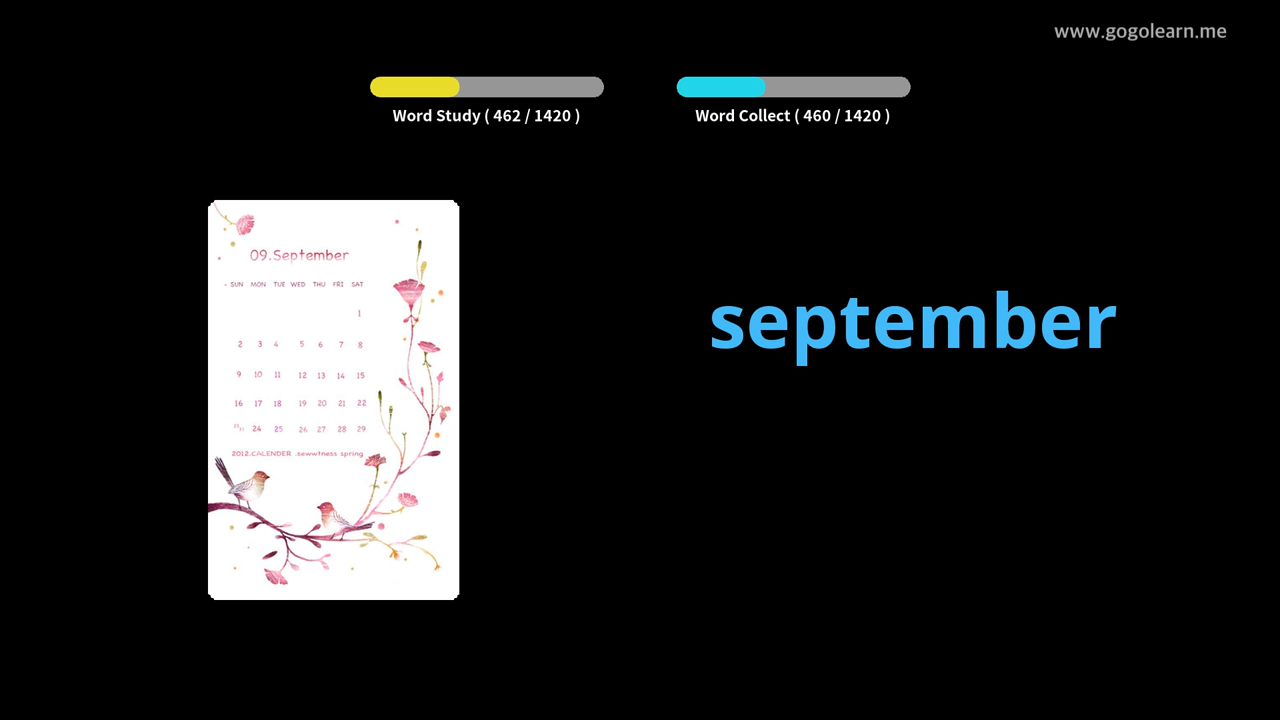 www.gogolearn.me
Word Study ( 462 / 1420 )
Word Collect ( 460 / 1420 )
09.September
SUN MON TUE WED THU FRI SAT
1
2 3 4 5 6 7 8
9 10 11 12 13 14 15
16 17 18 19 20 21 22
24 25 26 27 28 29
2012.CALENDER .sewwtness spring
september